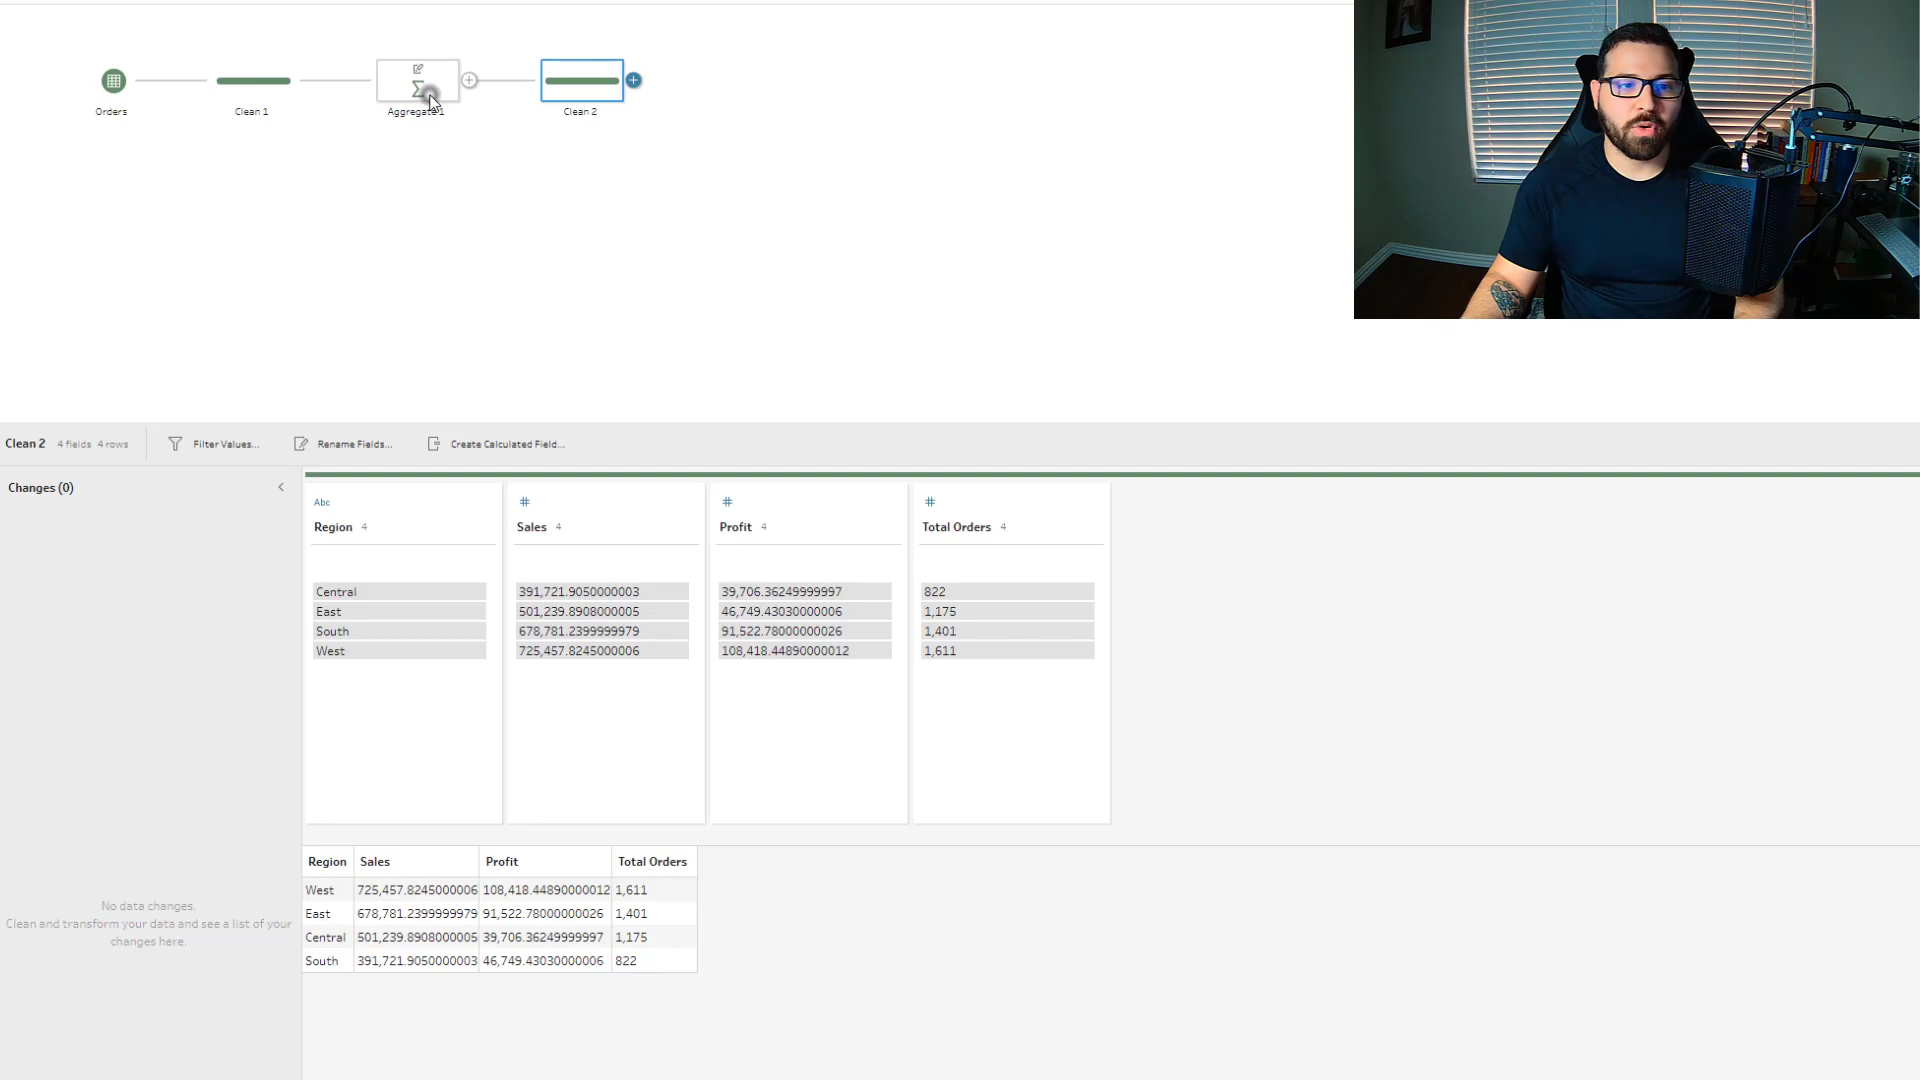 Orders
Clean 1
Aggregate 1
Clean 2
Clean 2 4 fields 4 rows Filter Values... Rename Fields... Create Calculated Field...
Changes (0)
Abc # # #
Region 4 Sales 4 Profit 4 Total Orders 4
Central 391,721.9050000003 39,706.36249999997 822
East 501,239.8908000005 46,749.43030000006 1,175
South 678,781.2399999979 91,522.78000000026 1,401
West 725,457.8245000006 108,418.44890000012 1,611
Region Sales Profit Total Orders
West 725,457.8245000006 108,418.44890000012 1,611
East 678,781.2399999979 91,522.78000000026 1,401
Central 501,239.8908000005 39,706.36249999997 1,175
South 391,721.9050000003 46,749.43030000006 822
No data changes.
Clean and transform your data and see a list of your
changes here.